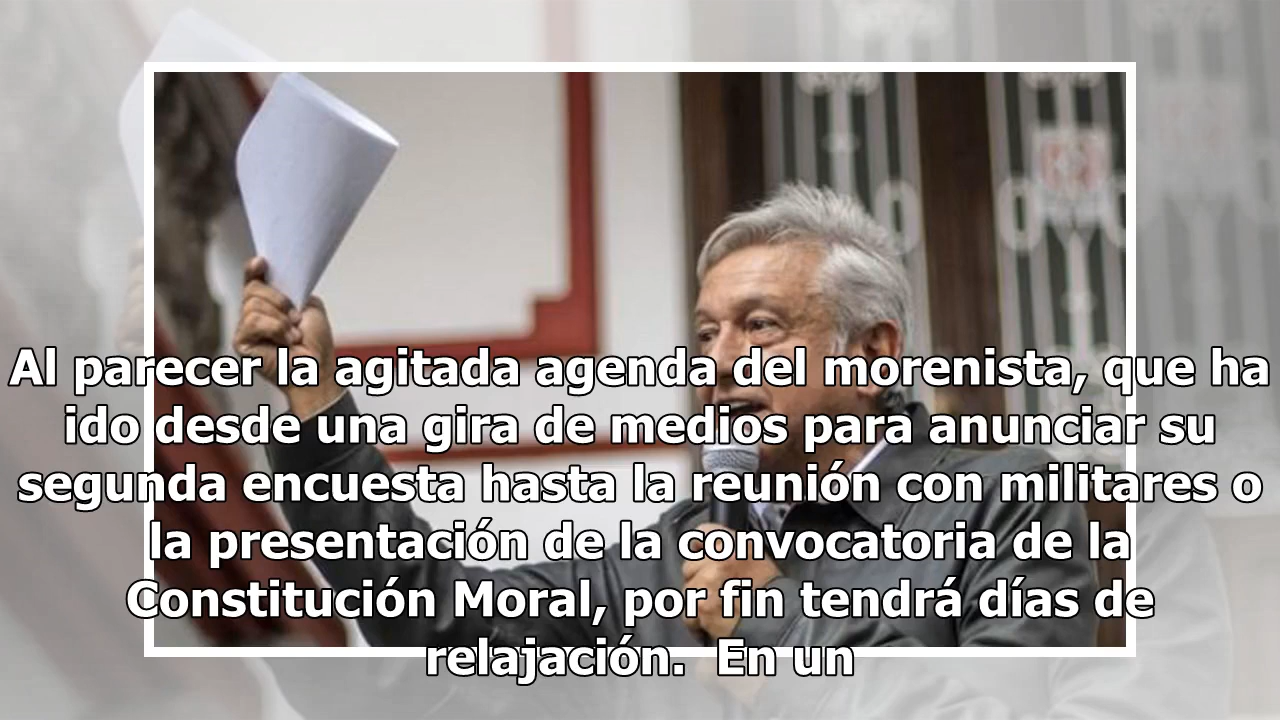 Al parecer la agitada agenda del morenista, que ha
ido desde una gira de medios para anunciar su
segunda encuesta hasta la reunión con militares o
la presentación de la convocatoria de la
Constitución Moral, por fin tendrá días de
relajación.  En un